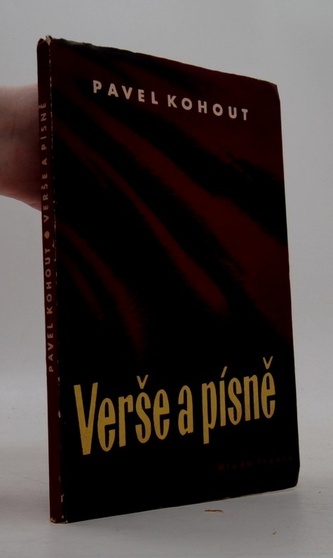 PAVEL KOHOUT
Verše a písně
PAVEL KOHOUT • VERŠE A PÍSNĚ